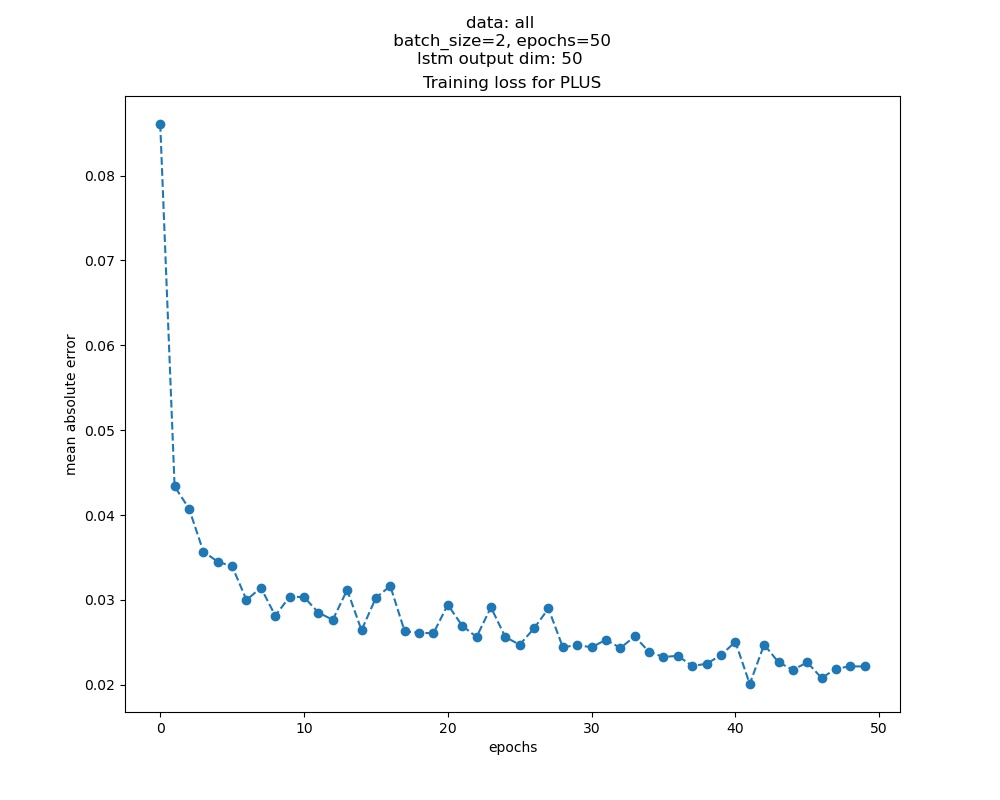 data: all
batch_size=2, epochs=50
lstm output dim: 50
Training loss for PLUS
0.08
0.07
0.06
0.05
0.04
0.03
0.02
mean absolute error
0 10 20 30 40 50
epochs